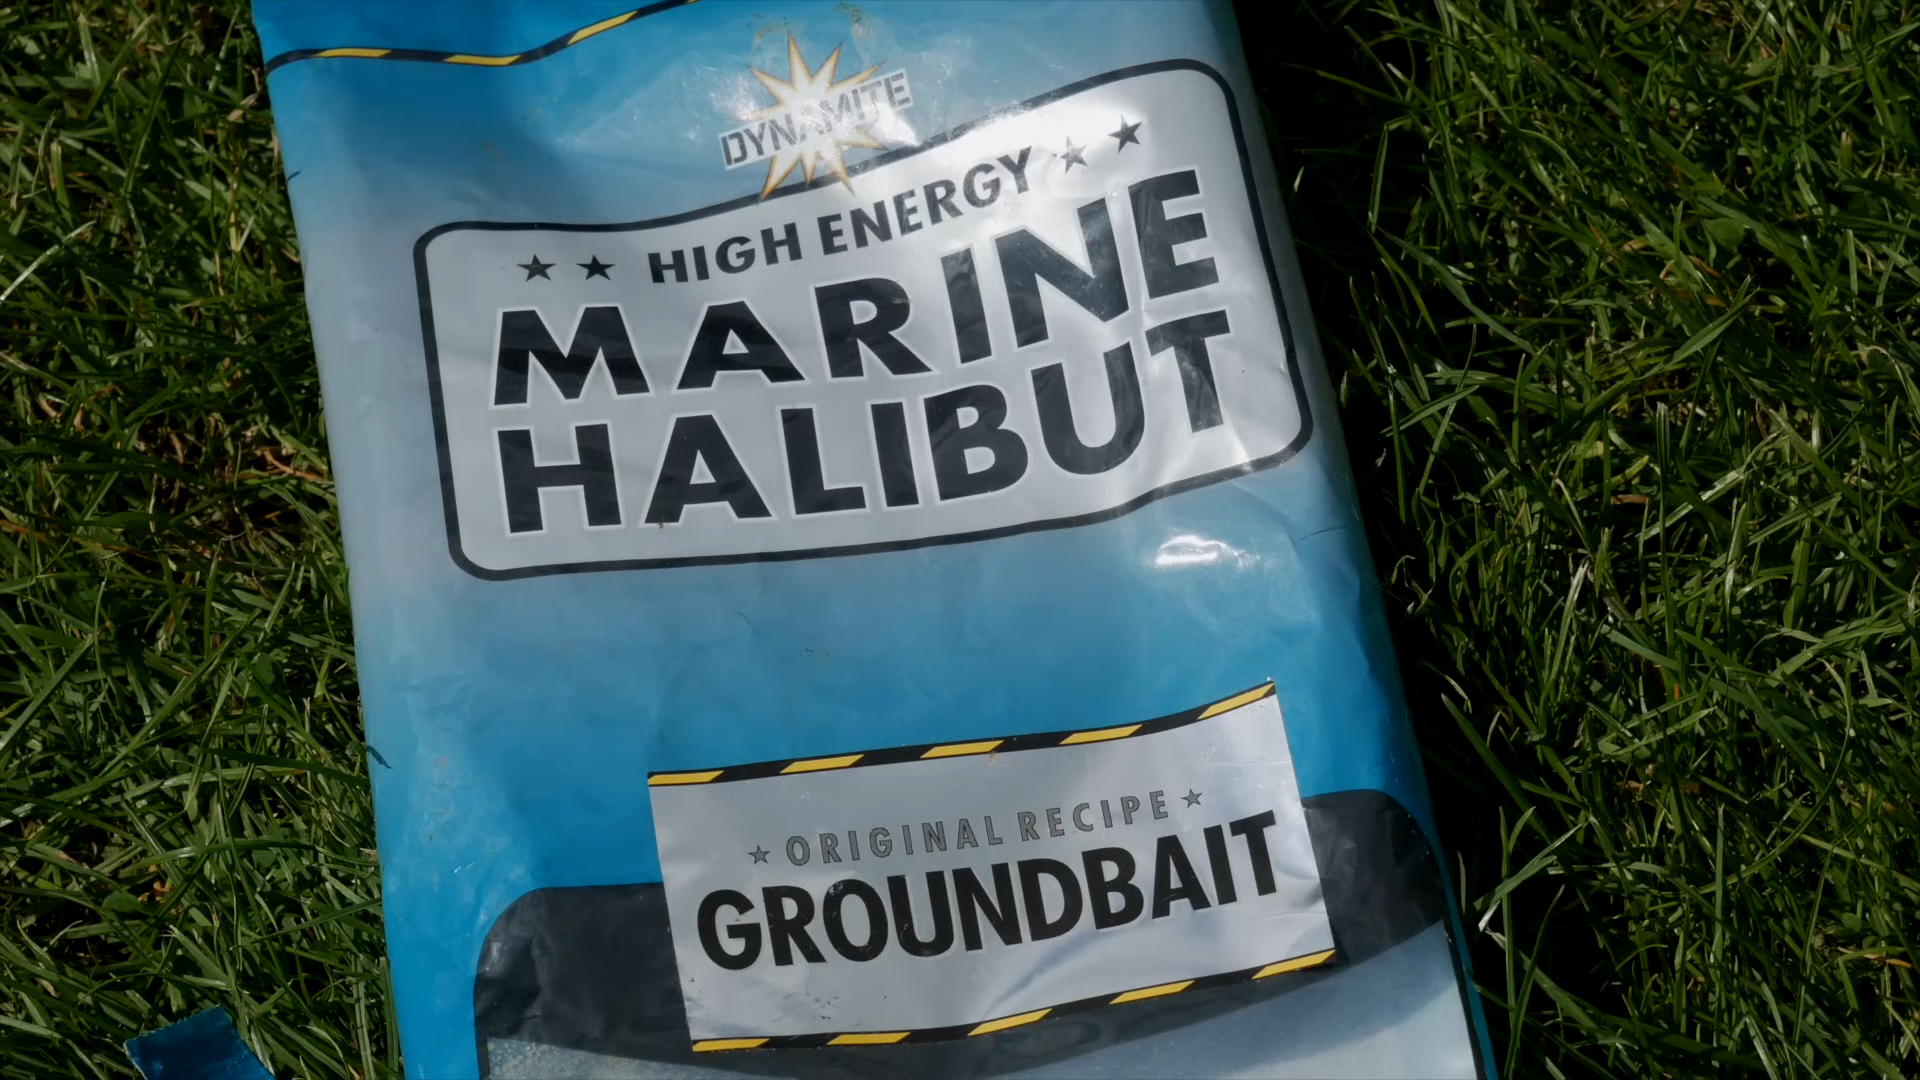 DYNAMITE
HIGH ENERGY
MARINE
HALIBUT
ORIGINAL RECIPE
GROUNDBAIT